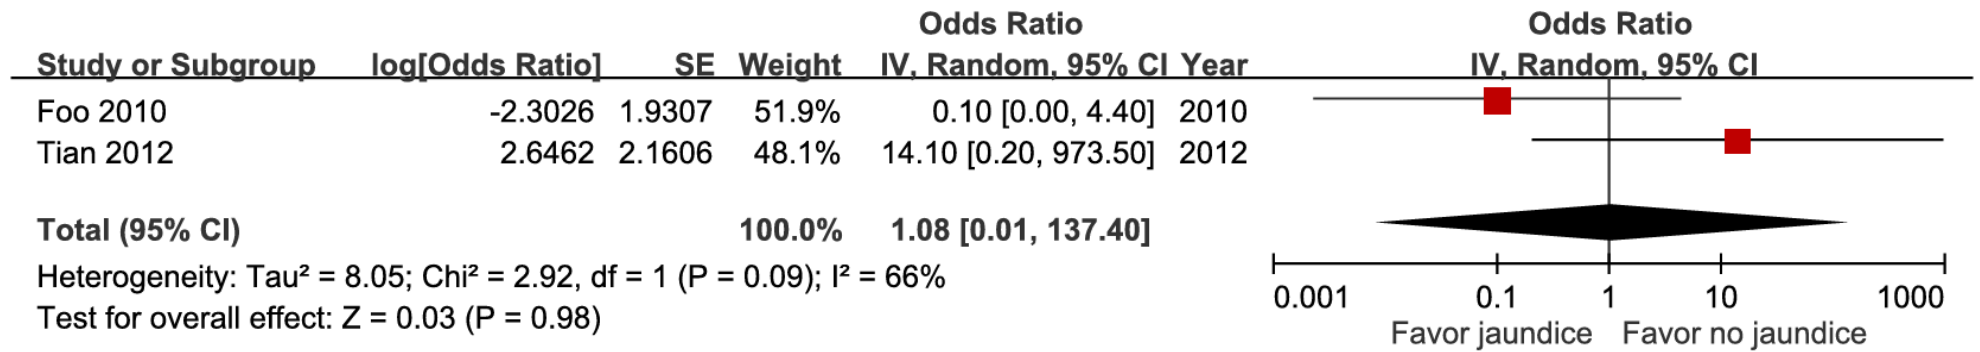 Odds Ratio Odds Ratio
Study or Subgroup log[Odds Ratio] SE Weight IV, Random, 95% CI Year IV, Random, 95% CI
Foo 2010 -2.3026 1.9307 51.9% 0.10 [0.00, 4.40] 2010
Tian 2012 2.6462 2.1606 48.1% 14.10 [0.20, 973.50] 2012
Total (95% CI) 100.0% 1.08 [0.01, 137.40]
Heterogeneity: Tau² = 8.05; Chi² = 2.92, df = 1 (P = 0.09); I² = 66%
Test for overall effect: Z = 0.03 (P = 0.98)
0.001 0.1 1 10 1000
Favor jaundice Favor no jaundice